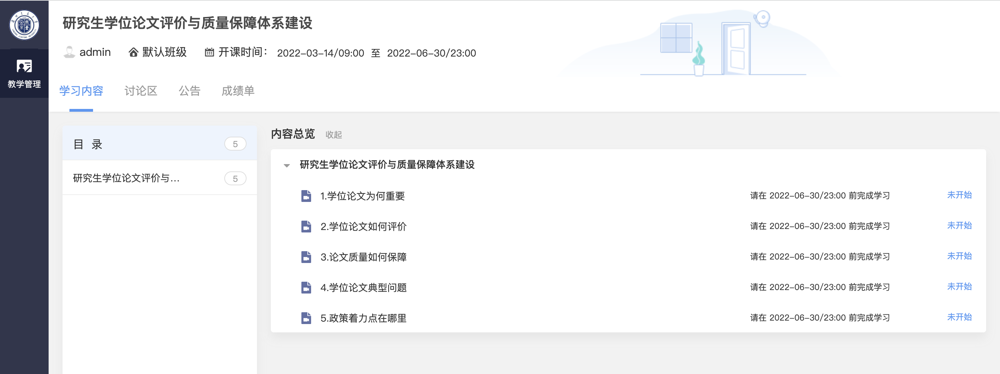 LANZHOU JIAOTONG UNIVERSITY
教学管理
研究生学位论文评价与质量保障体系建设
admin 默认班级 开课时间： 2022-03-14/09:00 至 2022-06-30/23:00
学习内容 讨论区 公告 成绩单
目 录 5
研究生学位论文评价与... 5
内容总览 收起
研究生学位论文评价与质量保障体系建设
1.学位论文为何重要 请在 2022-06-30/23:00 前完成学习 未开始
2.学位论文如何评价 请在 2022-06-30/23:00 前完成学习 未开始
3.论文质量如何保障 请在 2022-06-30/23:00 前完成学习 未开始
4.学位论文典型问题 请在 2022-06-30/23:00 前完成学习 未开始
5.政策着力点在哪里 请在 2022-06-30/23:00 前完成学习 未开始